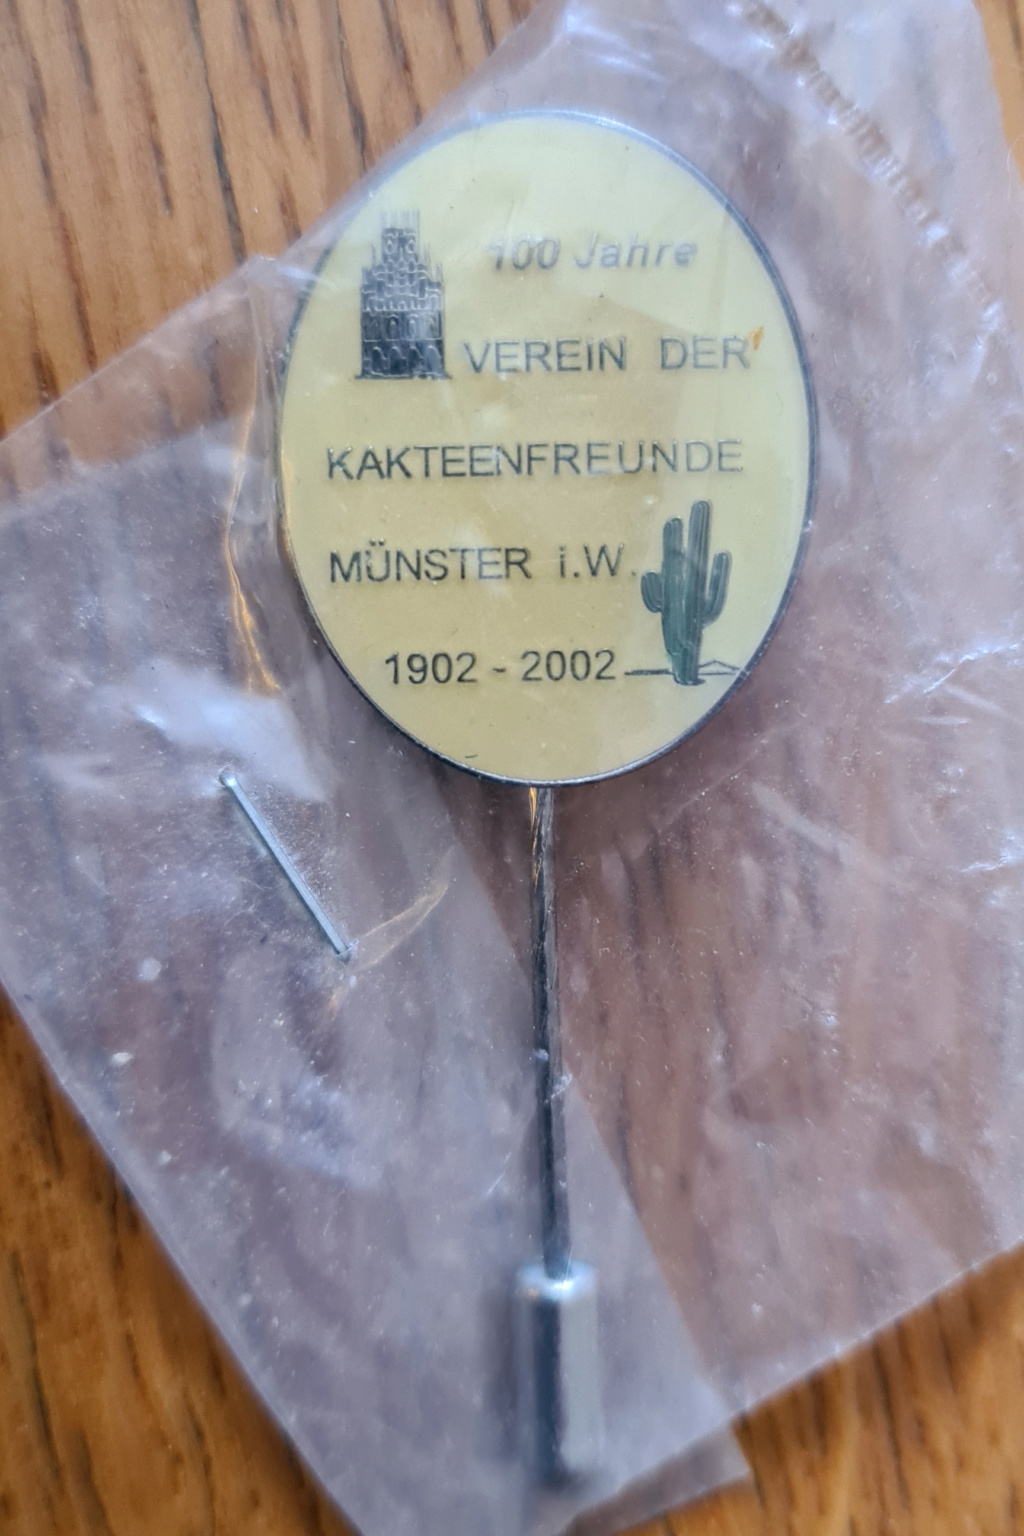 100 Jahre
VEREIN DER
KAKTEENFREUNDE
MÜNSTER i.W.
1902 - 2002